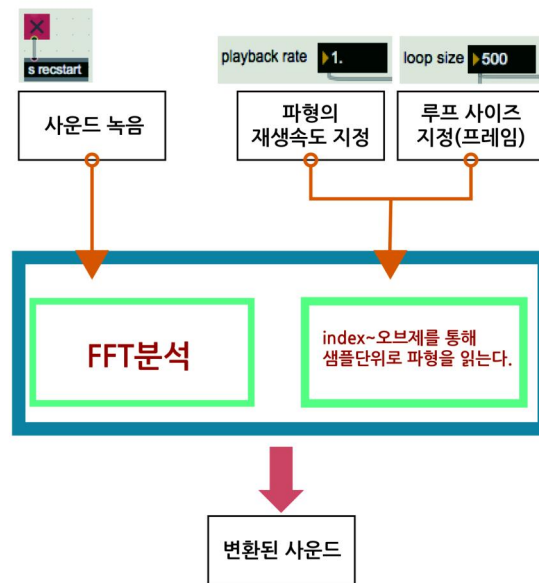 s recstart
playback rate 1.
loop size 500
사운드 녹음
파형의
재생속도 지정
루프 사이즈
지정(프레임)
FFT분석
index~오브제를 통해
샘플단위로 파형을 읽는다.
변환된 사운드